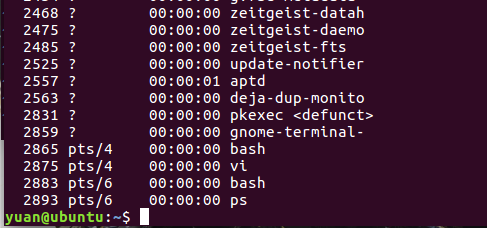 2468 ? 00:00:00 zeitgeist-datah
2475 ? 00:00:00 zeitgeist-daemo
2485 ? 00:00:00 zeitgeist-fts
2525 ? 00:00:00 update-notifier
2557 ? 00:00:01 aptd
2563 ? 00:00:00 deja-dup-monito
2831 ? 00:00:00 pkexec <defunct>
2859 ? 00:00:00 gnome-terminal-
2865 pts/4 00:00:00 bash
2875 pts/4 00:00:00 vi
2883 pts/6 00:00:00 bash
2893 pts/6 00:00:00 ps
yuan@ubuntu:~$